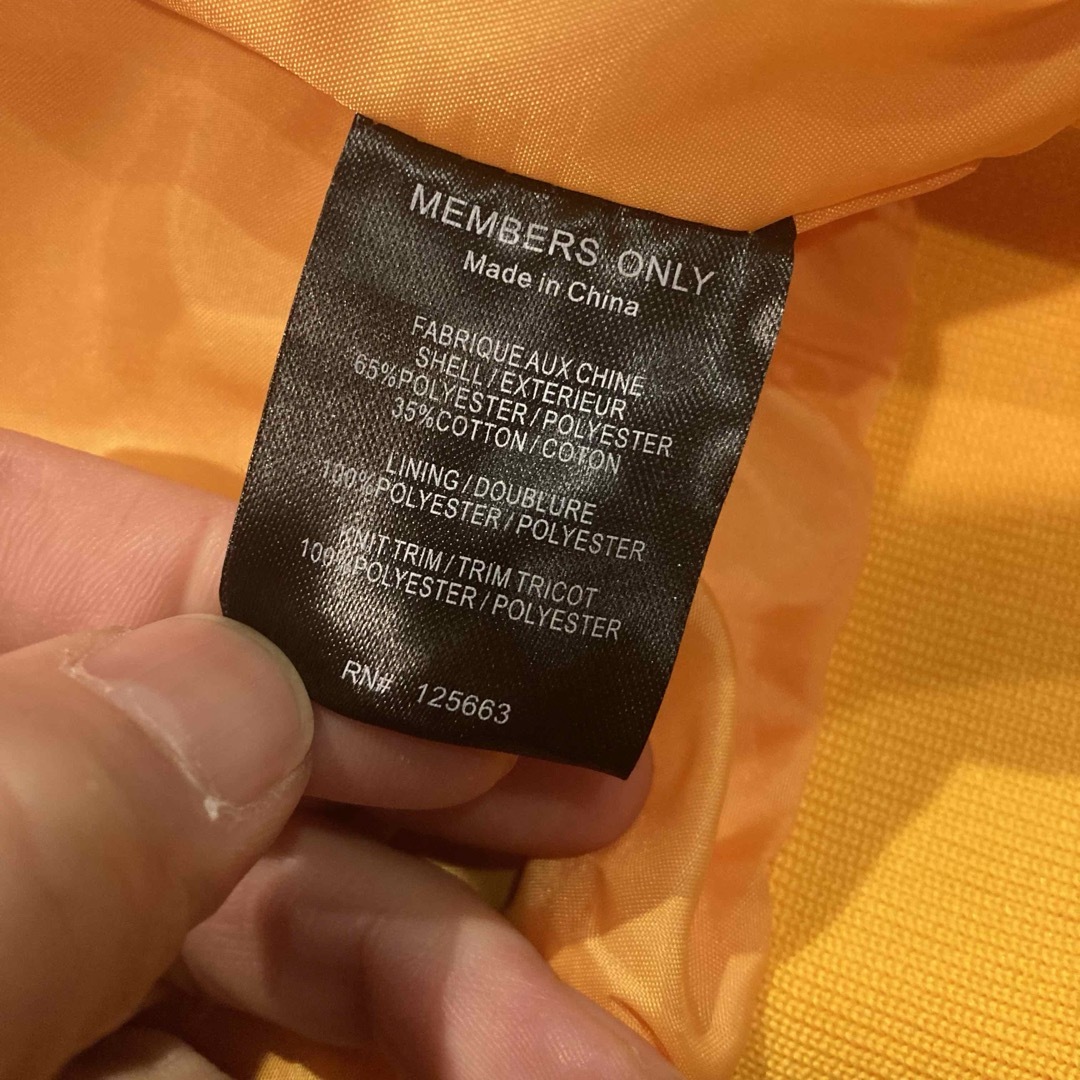 MEMBERS ONLY
Made in China
FABRIQUE AUX CHINE
SHELL / EXTERIEUR
65%POLYESTER / POLYESTER
35%COTTON / COTON
LINING / DOUBLURE
100%POLYESTER / POLYESTER
KNIT TRIM / TRIM TRICOT
100%POLYESTER / POLYESTER
RN# 125663